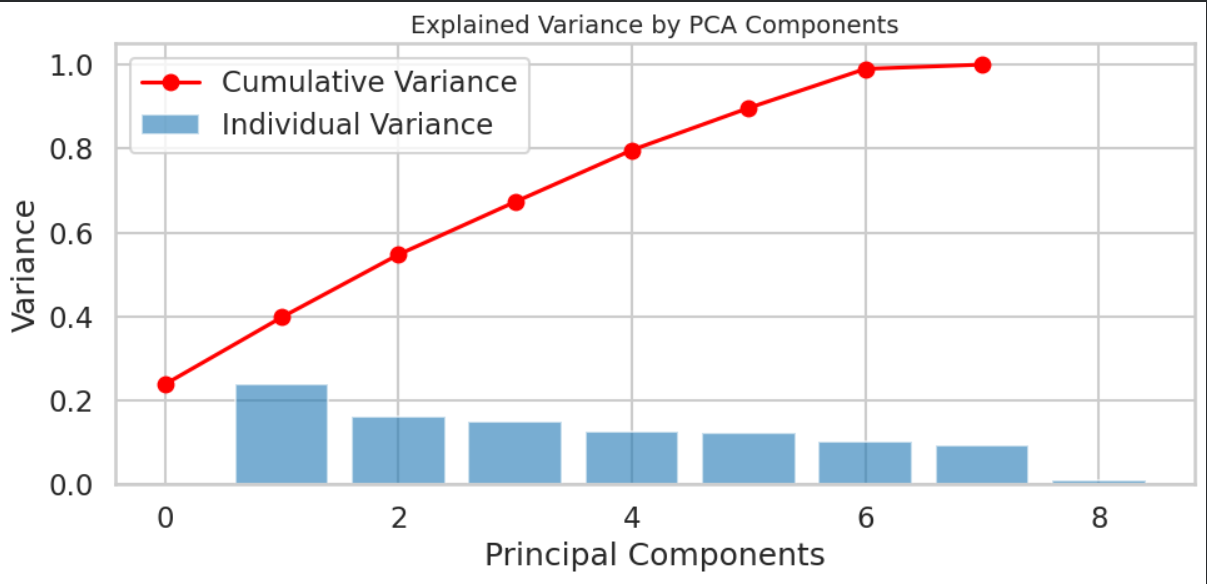 Explained Variance by PCA Components
1.0
Cumulative Variance
Individual Variance
0.8
0.6
0.4
0.2
0.0
Variance
0 2 4 6 8
Principal Components